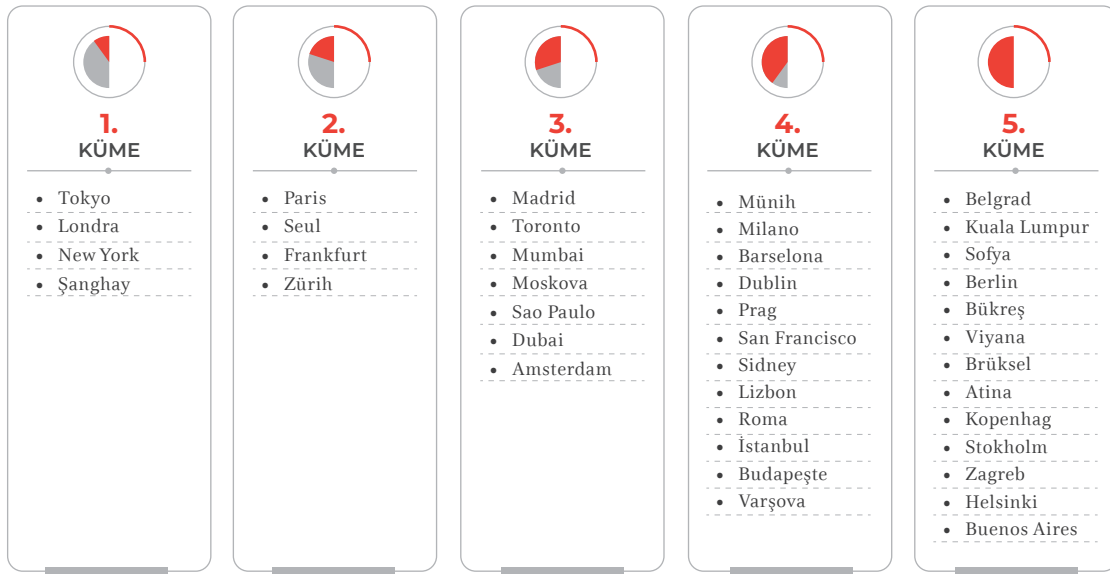 1.
KÜME
• Tokyo
• Londra
• New York
• Şanghay
2.
KÜME
• Paris
• Seul
• Frankfurt
• Zürih
3.
KÜME
• Madrid
• Toronto
• Mumbai
• Moskova
• Sao Paulo
• Dubai
• Amsterdam
4.
KÜME
• Münih
• Milano
• Barselona
• Dublin
• Prag
• San Francisco
• Sidney
• Lizbon
• Roma
• İstanbul
• Budapeşte
• Varşova
5.
KÜME
• Belgrad
• Kuala Lumpur
• Sofya
• Berlin
• Bükreş
• Viyana
• Brüksel
• Atina
• Kopenhag
• Stokholm
• Zagreb
• Helsinki
• Buenos Aires